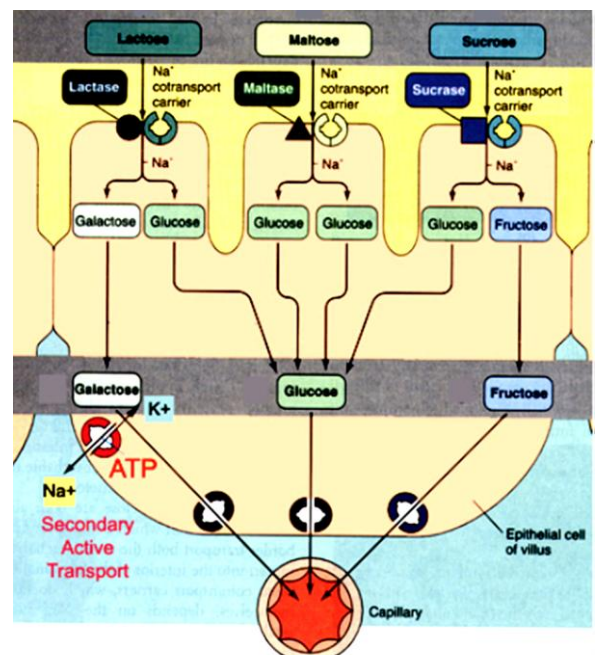 Lactose
Maltose
Sucrose
Lactase
Na+
cotransport
carrier
Maltase
Na+
cotransport
carrier
Sucrase
Na+
cotransport
carrier
Na+
Na+
Na+
Galactose
Glucose
Glucose
Glucose
Glucose
Fructose
Galactose
Glucose
Fructose
K+
ATP
Na+
Secondary
Active
Transport
Epithelial cell
of villus
Capillary